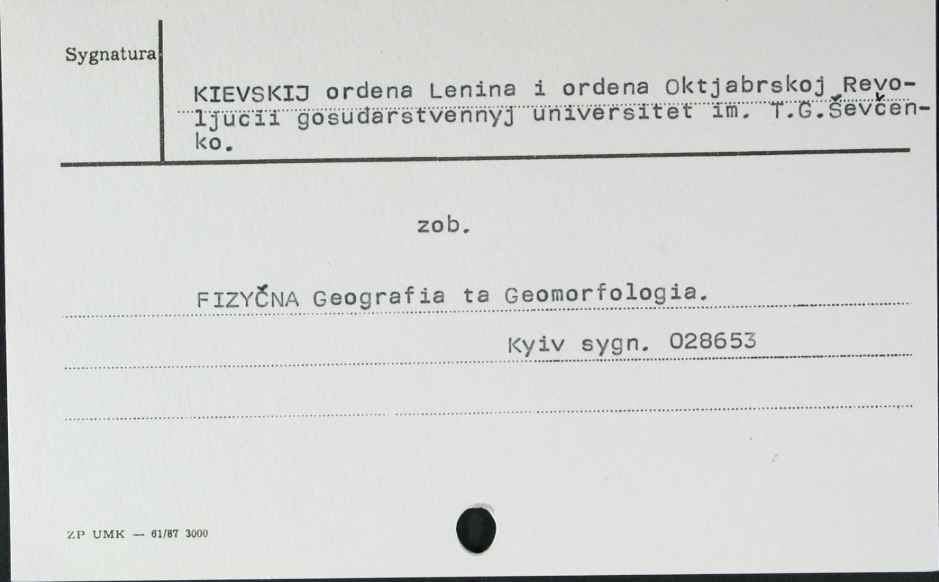 Sygnatura
KIEVSKIJ ordena Lenina i ordena Oktjabrskoj Revo-
ljucii gosudarstvennyj universitet im. T.G.Ševčen-
ko.
zob.
FIZYČNA Geografia ta Geomorfologia.
Kyiv sygn. 028653
ZP UMK — 61/87 3000